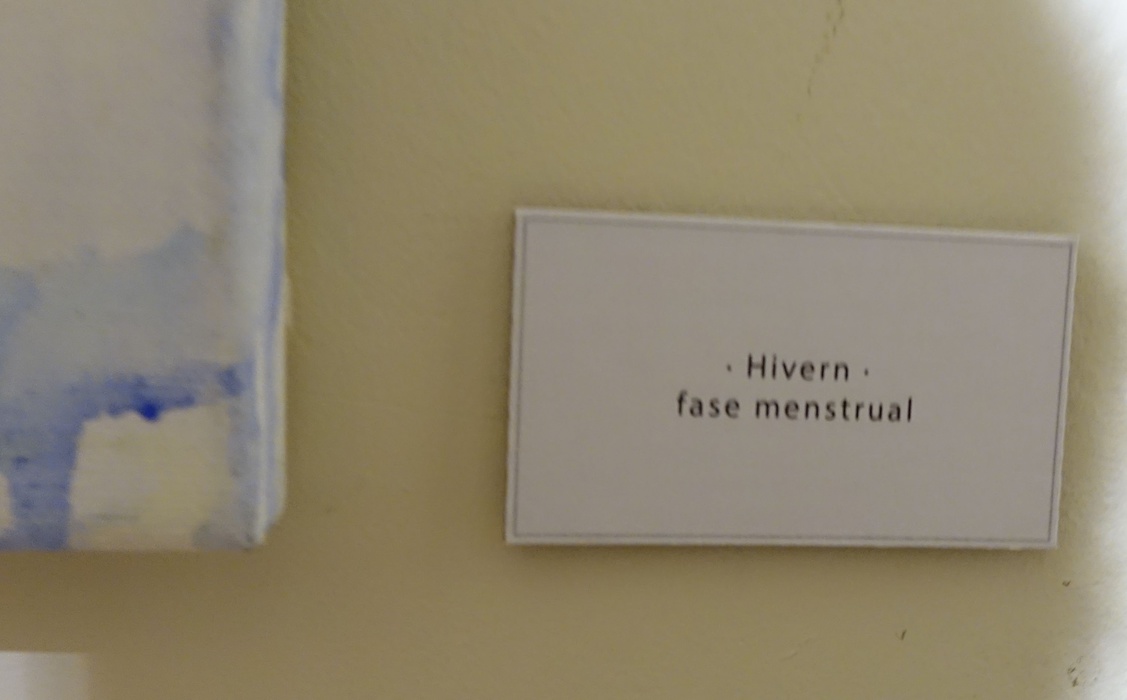 · Hivern ·
fase menstrual